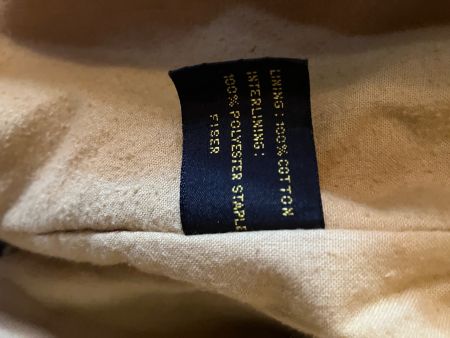 LINING : 100% COTTON
INTERLINING :
100% POLYESTER STAPLE
FIBER